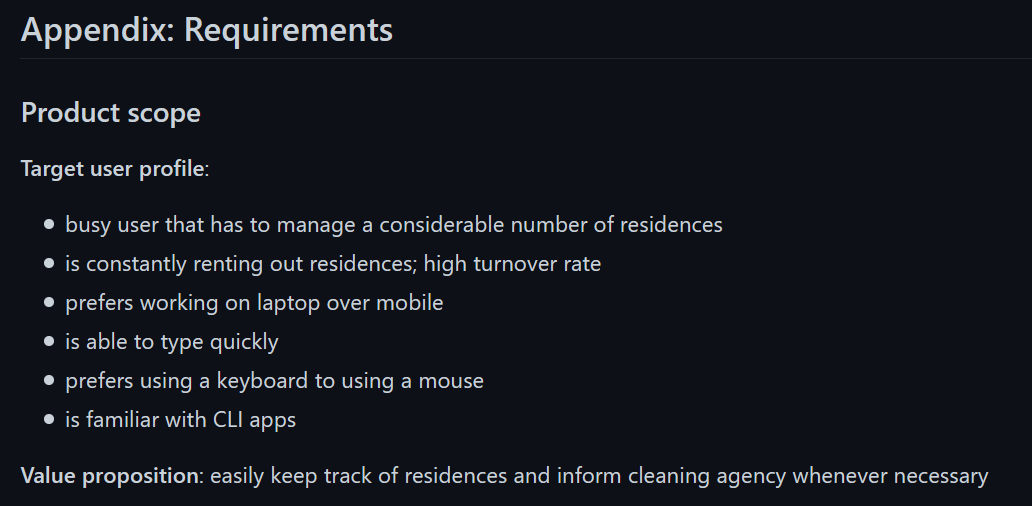 Appendix: Requirements
Product scope
Target user profile:
busy user that has to manage a considerable number of residences
is constantly renting out residences; high turnover rate
prefers working on laptop over mobile
is able to type quickly
prefers using a keyboard to using a mouse
is familiar with CLI apps
Value proposition: easily keep track of residences and inform cleaning agency whenever necessary